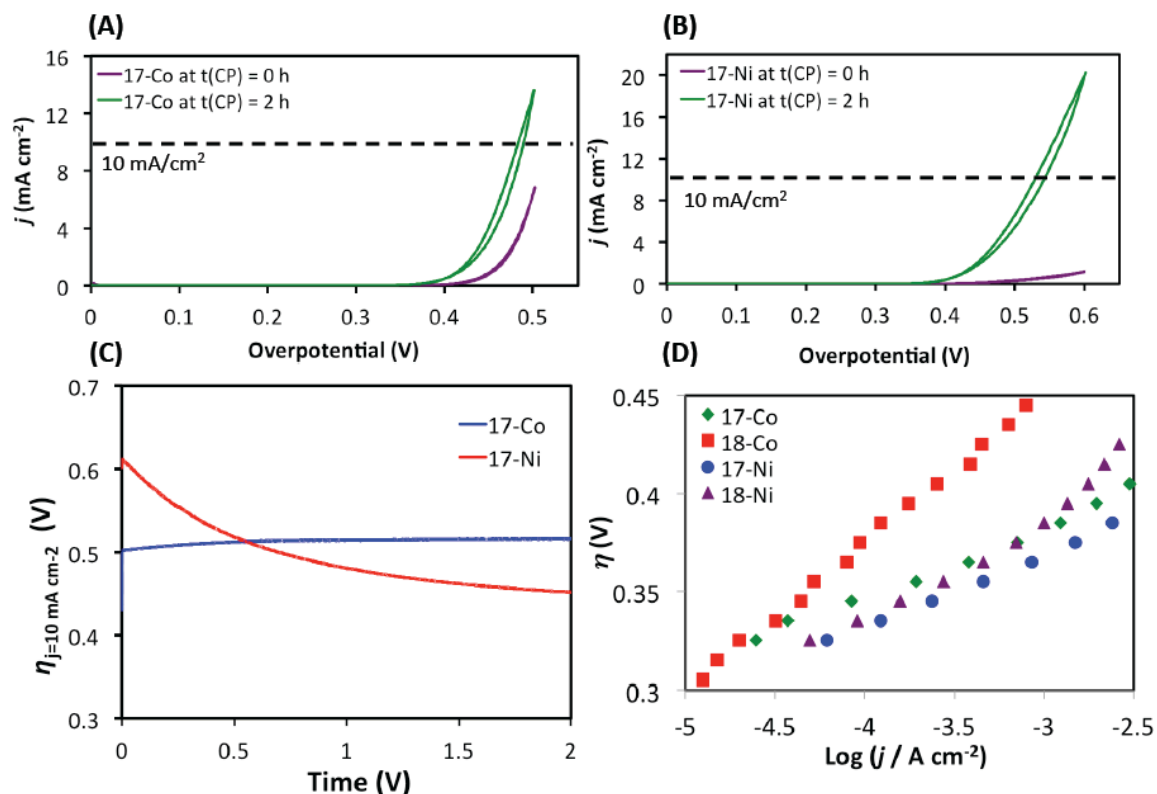 (A)
16
12
8
4
0
j (mA cm-2)
17-Co at t(CP) = 0 h
17-Co at t(CP) = 2 h
10 mA/cm2
0 0.1 0.2 0.3 0.4 0.5
Overpotential (V)
(B)
20
16
12
8
4
0
j (mA cm-2)
17-Ni at t(CP) = 0 h
17-Ni at t(CP) = 2 h
10 mA/cm2
0 0.1 0.2 0.3 0.4 0.5 0.6
Overpotential (V)
(C)
0.7
0.6
0.5
0.4
0.3
ηj=10 mA cm-2 (V)
17-Co
17-Ni
0 0.5 1 1.5 2
Time (V)
(D)
0.45
0.4
0.35
0.3
η (V)
17-Co
18-Co
17-Ni
18-Ni
-5 -4.5 -4 -3.5 -3 -2.5
Log (j / A cm-2)